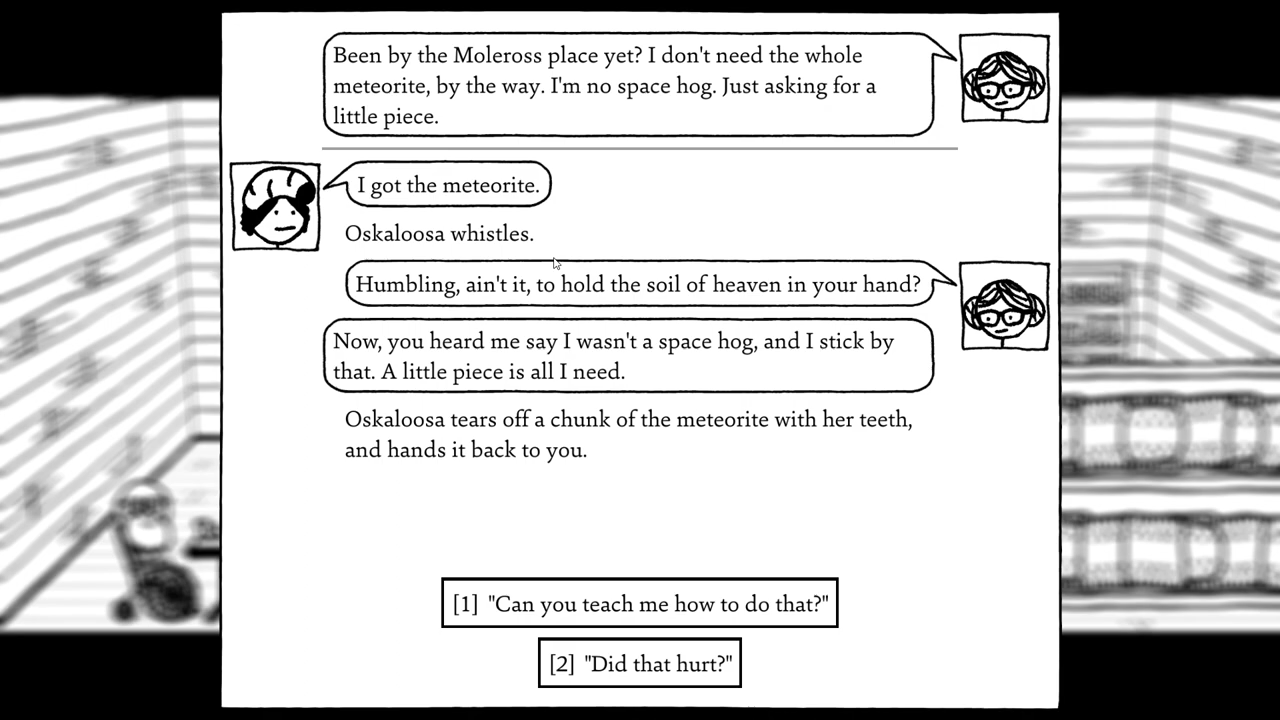 Been by the Moleross place yet? I don't need the whole
meteorite, by the way. I'm no space hog. Just asking for a
little piece.
I got the meteorite.
Oskaloosa whistles.
Humbling, ain't it, to hold the soil of heaven in your hand?
Now, you heard me say I wasn't a space hog, and I stick by
that. A little piece is all I need.
Oskaloosa tears off a chunk of the meteorite with her teeth,
and hands it back to you.
[1] "Can you teach me how to do that?"
[2] "Did that hurt?"